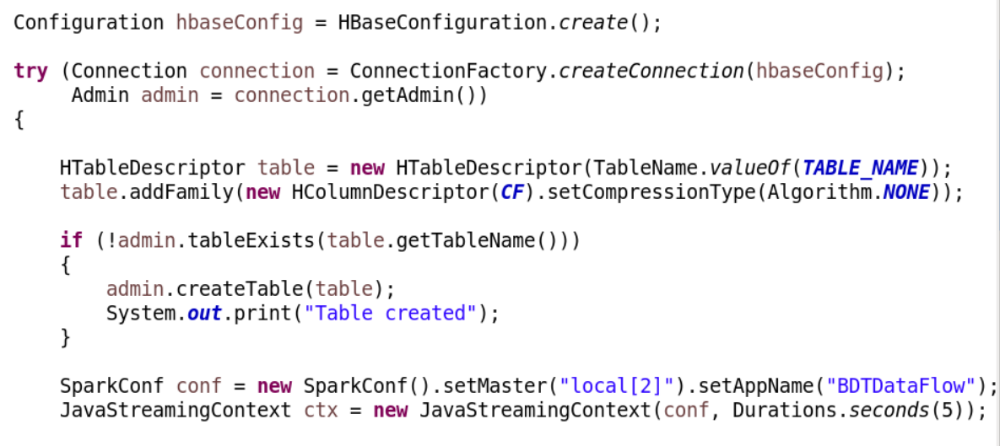 Configuration hbaseConfig = HBaseConfiguration.create();
try (Connection connection = ConnectionFactory.createConnection(hbaseConfig);
Admin admin = connection.getAdmin())
{
HTableDescriptor table = new HTableDescriptor(TableName.valueOf(TABLE_NAME));
table.addFamily(new HColumnDescriptor(CF).setCompressionType(Algorithm.NONE));
if (!admin.tableExists(table.getTableName()))
{
admin.createTable(table);
System.out.print("Table created");
}
SparkConf conf = new SparkConf().setMaster("local[2]").setAppName("BDTDataFlow");
JavaStreamingContext ctx = new JavaStreamingContext(conf, Durations.seconds(5));